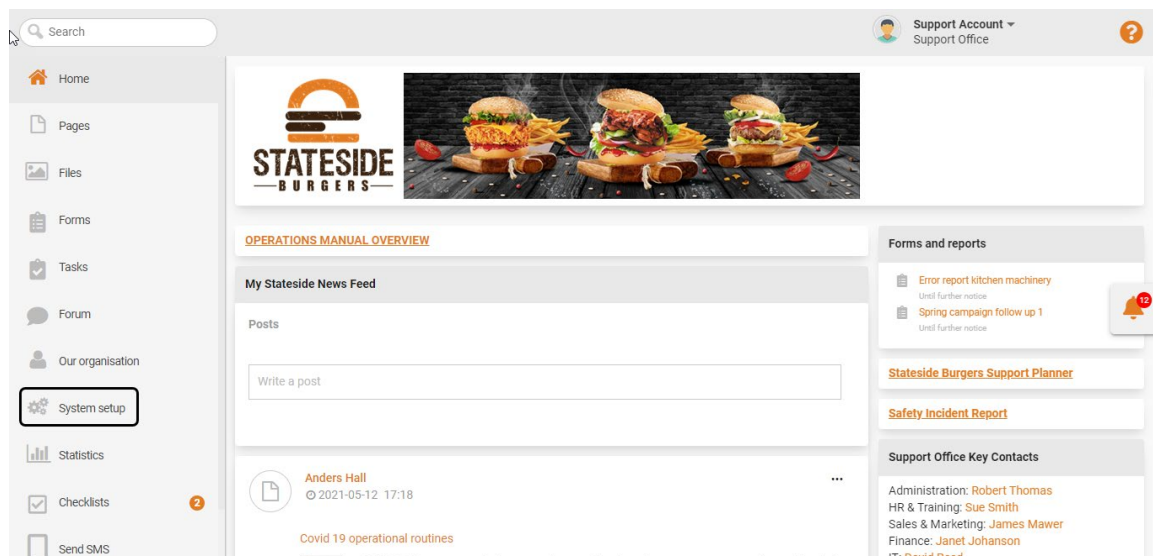 Search
Support Account
Support Office
?
Home
Pages
Files
Forms
Tasks
Forum
Our organisation
System setup
Statistics
Checklists
2
Send SMS
STATESIDE
BURGERS
OPERATIONS MANUAL OVERVIEW
My Stateside News Feed
Posts
Write a post
Anders Hall
...
2021-05-12 17:18
Covid 19 operational routines
Forms and reports
Error report kitchen machinery
Until further notice
Spring campaign follow up 1
Until further notice
12
Stateside Burgers Support Planner
Safety Incident Report
Support Office Key Contacts
Administration: Robert Thomas
HR & Training: Sue Smith
Sales & Marketing: James Mawer
Finance: Janet Johanson